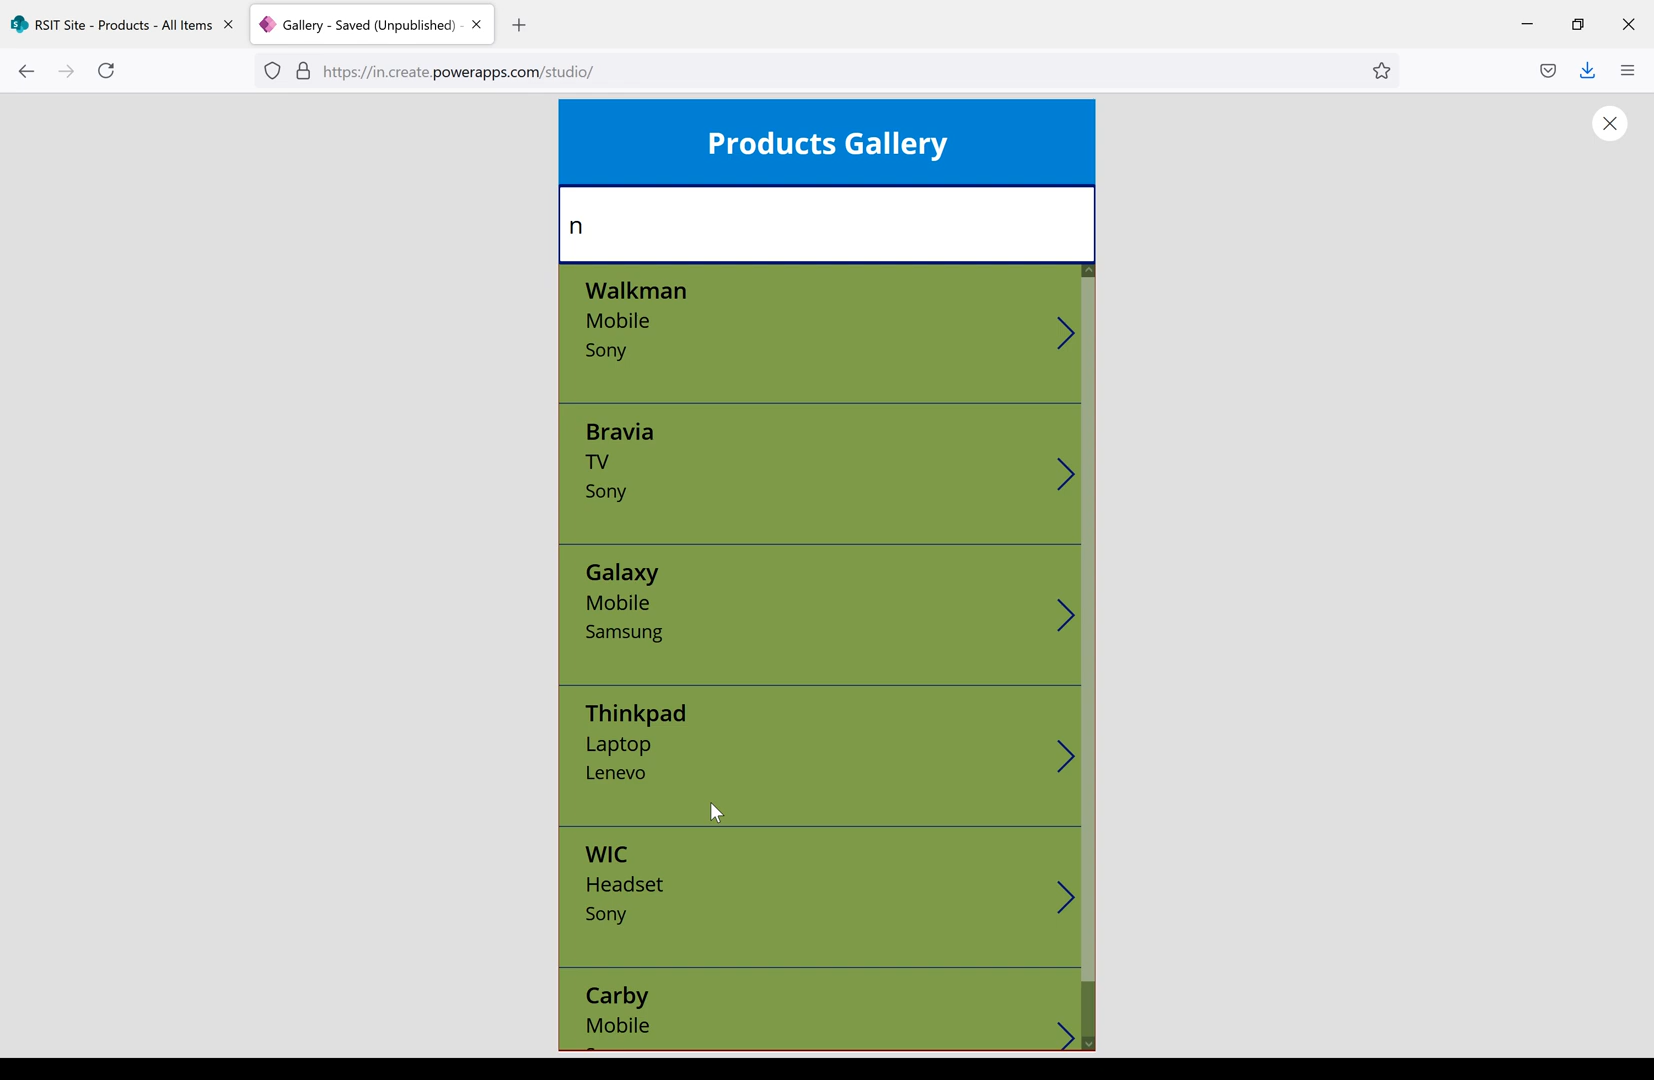 RSIT Site - Products - All Items
Gallery - Saved (Unpublished) -
https://in.create.powerapps.com/studio/
Products Gallery
n
Walkman
Mobile
Sony
Bravia
TV
Sony
Galaxy
Mobile
Samsung
Thinkpad
Laptop
Lenevo
WIC
Headset
Sony
Carby
Mobile